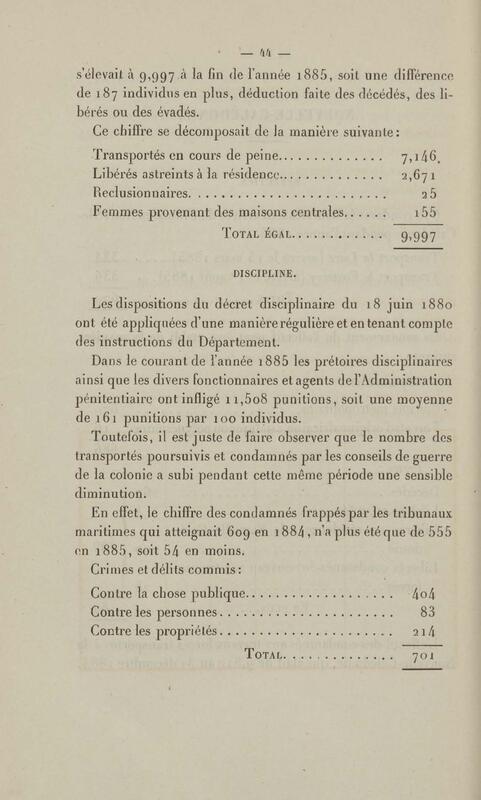 — 44 —
s'élevait à 9,997 à la fin de l'année 1885, soit une différence
de 187 individus en plus, déduction faite des décédés, des li-
bérés ou des évadés.
Ce chiffre se décomposait de la manière suivante:
Transportés en cours de peine............... 7,146.
Libérés astreints à la résidence............... 2,671
Reclusionnaires........................... 25
Femmes provenant des maisons centrales...... 155
TOTAL ÉGAL............ 9,997
DISCIPLINE.
Les dispositions du décret disciplinaire du 18 juin 1880
ont été appliquées d'une manière régulière et en tenant compte
des instructions du Département.
Dans le courant de l'année 1885 les prétoires disciplinaires
ainsi que les divers fonctionnaires et agents de l'Administration
pénitentiaire ont infligé 11,508 punitions, soit une moyenne
de 161 punitions par 100 individus.
Toutefois, il est juste de faire observer que le nombre des
transportés poursuivis et condamnés par les conseils de guerre
de la colonie a subi pendant cette même période une sensible
diminution.
En effet, le chiffre des condamnés frappés par les tribunaux
maritimes qui atteignait 609 en 1884, n'a plus été que de 555
en 1885, soit 54 en moins.
Crimes et délits commis:
Contre la chose publique................... 404
Contre les personnes....................... 83
Contre les propriétés....................... 214
TOTAL.............. 701